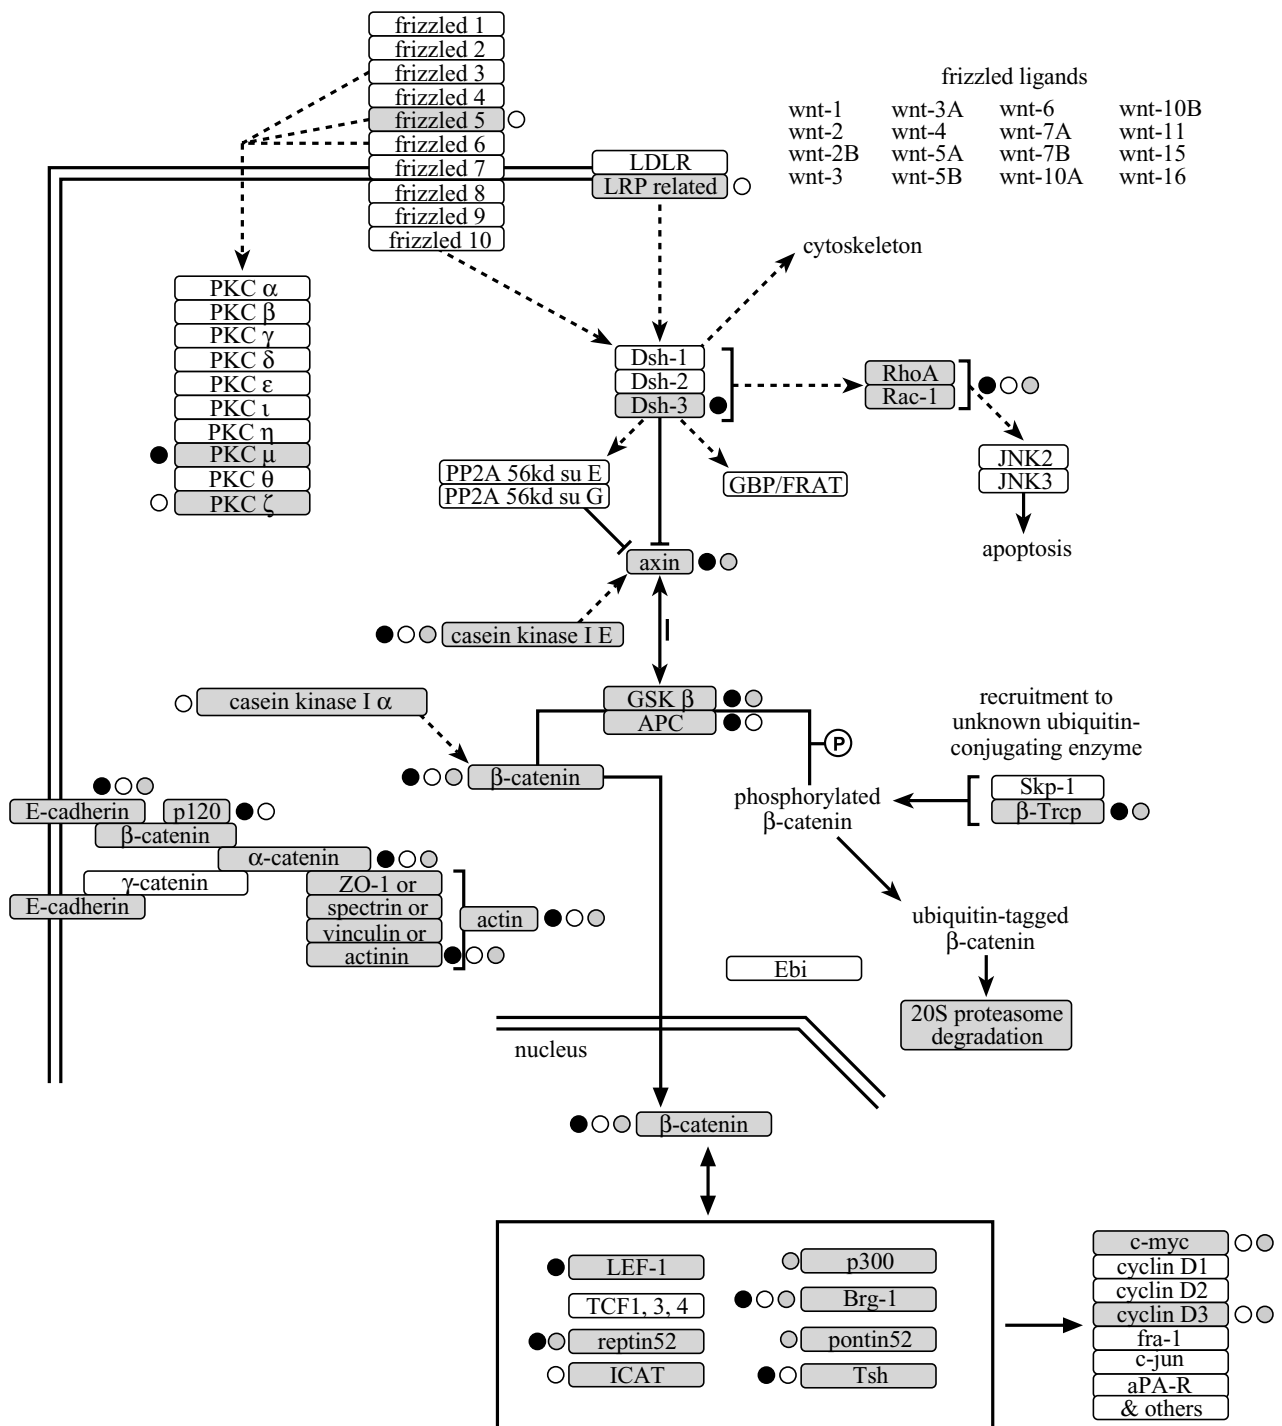 frizzled 1
frizzled 2
frizzled 3
frizzled 4
frizzled 5
frizzled 6
frizzled 7
frizzled 8
frizzled 9
frizzled 10
LDLR
LRP related
frizzled ligands
wnt-1 wnt-3A wnt-6 wnt-10B
wnt-2 wnt-4 wnt-7A wnt-11
wnt-2B wnt-5A wnt-7B wnt-15
wnt-3 wnt-5B wnt-10A wnt-16
cytoskeleton
PKC α
PKC β
PKC γ
PKC δ
PKC ε
PKC ι
PKC η
PKC μ
PKC θ
PKC ζ
Dsh-1
Dsh-2
Dsh-3
RhoA
Rac-1
JNK2
JNK3
apoptosis
PP2A 56kd su E
PP2A 56kd su G
GBP/FRAT
axin
casein kinase I E
casein kinase I α
GSK β
APC
P
β-catenin
recruitment to
unknown ubiquitin-
conjugating enzyme
Skp-1
β-Trcp
phosphorylated
β-catenin
E-cadherin
p120
β-catenin
α-catenin
γ-catenin
E-cadherin
ZO-1 or
spectrin or
vinculin or
actinin
actin
ubiquitin-tagged
β-catenin
Ebi
20S proteasome
degradation
nucleus
β-catenin
LEF-1
TCF1, 3, 4
reptin52
ICAT
p300
Brg-1
pontin52
Tsh
c-myc
cyclin D1
cyclin D2
cyclin D3
fra-1
c-jun
aPA-R
& others